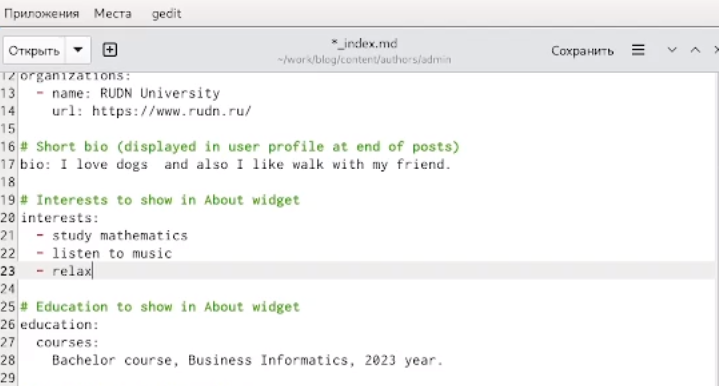 Приложения Места gedit
Открыть *_index.md Сохранить
~/work/blog/content/authors/admin
12 organizations:
13 - name: RUDN University
14 url: https://www.rudn.ru/
15
16 # Short bio (displayed in user profile at end of posts)
17 bio: I love dogs  and also I like walk with my friend.
18
19 # Interests to show in About widget
20 interests:
21 - study mathematics
22 - listen to music
23 - relax
24
25 # Education to show in About widget
26 education:
27 courses:
28 Bachelor course, Business Informatics, 2023 year.
29